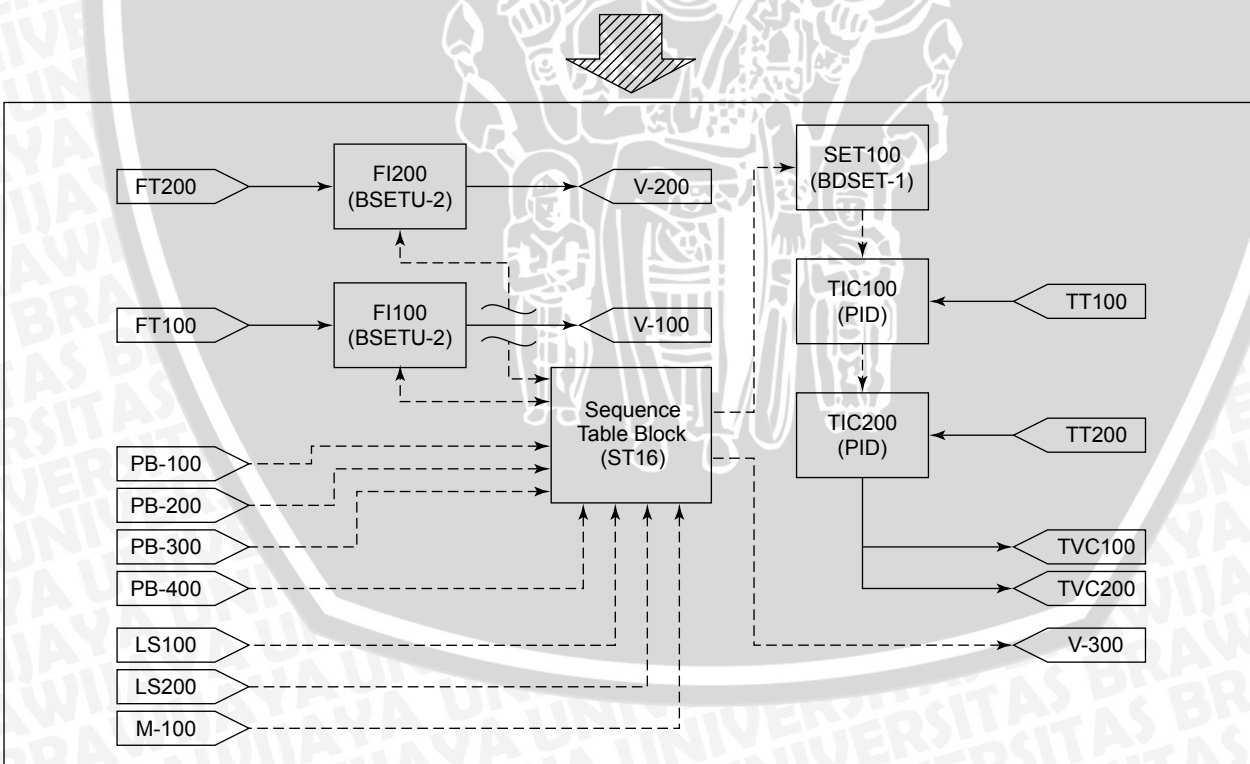 FT200
FI200
(BSETU-2)
V-200
SET100
(BDSET-1)
FT100
FI100
(BSETU-2)
V-100
TIC100
(PID)
TT100
Sequence
Table Block
(ST16)
TIC200
(PID)
TT200
PB-100
PB-200
PB-300
PB-400
TVC100
TVC200
LS100
LS200
M-100
V-300